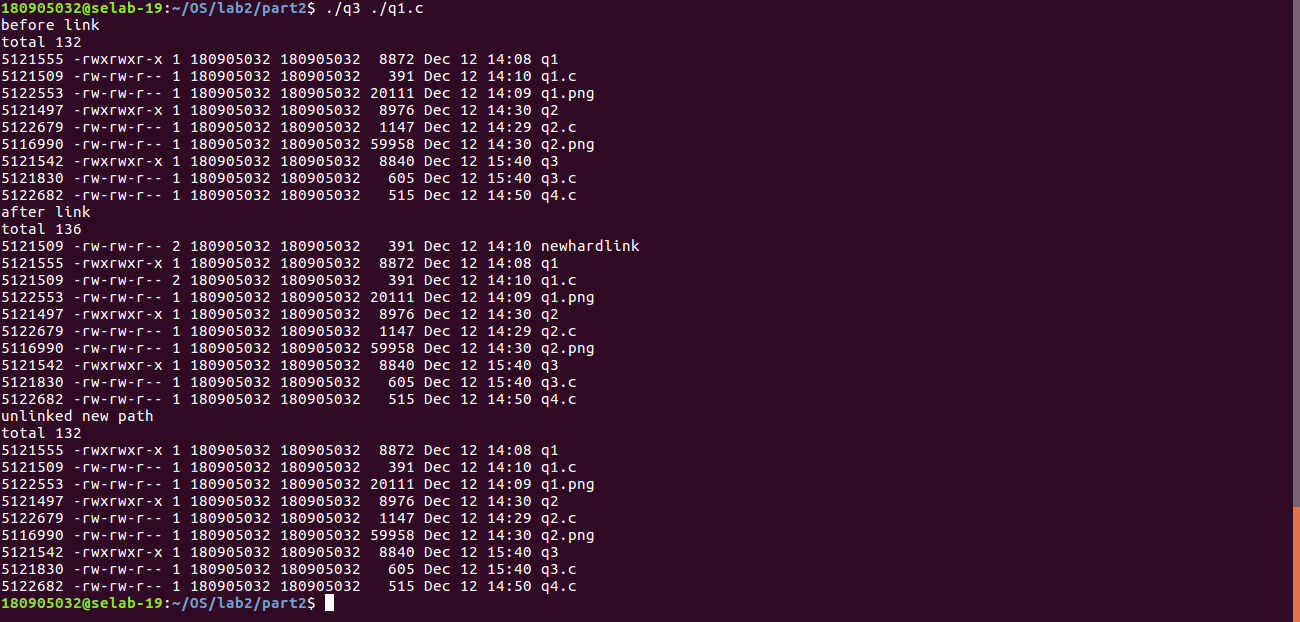 180905032@selab-19:~/OS/lab2/part2$ ./q3 ./q1.c
before link
total 132
5121555 -rwxrwxr-x 1 180905032 180905032  8872 Dec 12 14:08 q1
5121509 -rw-rw-r-- 1 180905032 180905032   391 Dec 12 14:10 q1.c
5122553 -rw-rw-r-- 1 180905032 180905032 20111 Dec 12 14:09 q1.png
5121497 -rwxrwxr-x 1 180905032 180905032  8976 Dec 12 14:30 q2
5122679 -rw-rw-r-- 1 180905032 180905032  1147 Dec 12 14:29 q2.c
5116990 -rw-rw-r-- 1 180905032 180905032 59958 Dec 12 14:30 q2.png
5121542 -rwxrwxr-x 1 180905032 180905032  8840 Dec 12 15:40 q3
5121830 -rw-rw-r-- 1 180905032 180905032   605 Dec 12 15:40 q3.c
5122682 -rw-rw-r-- 1 180905032 180905032   515 Dec 12 14:50 q4.c
after link
total 136
5121509 -rw-rw-r-- 2 180905032 180905032   391 Dec 12 14:10 newhardlink
5121555 -rwxrwxr-x 1 180905032 180905032  8872 Dec 12 14:08 q1
5121509 -rw-rw-r-- 2 180905032 180905032   391 Dec 12 14:10 q1.c
5122553 -rw-rw-r-- 1 180905032 180905032 20111 Dec 12 14:09 q1.png
5121497 -rwxrwxr-x 1 180905032 180905032  8976 Dec 12 14:30 q2
5122679 -rw-rw-r-- 1 180905032 180905032  1147 Dec 12 14:29 q2.c
5116990 -rw-rw-r-- 1 180905032 180905032 59958 Dec 12 14:30 q2.png
5121542 -rwxrwxr-x 1 180905032 180905032  8840 Dec 12 15:40 q3
5121830 -rw-rw-r-- 1 180905032 180905032   605 Dec 12 15:40 q3.c
5122682 -rw-rw-r-- 1 180905032 180905032   515 Dec 12 14:50 q4.c
unlinked new path
total 132
5121555 -rwxrwxr-x 1 180905032 180905032  8872 Dec 12 14:08 q1
5121509 -rw-rw-r-- 1 180905032 180905032   391 Dec 12 14:10 q1.c
5122553 -rw-rw-r-- 1 180905032 180905032 20111 Dec 12 14:09 q1.png
5121497 -rwxrwxr-x 1 180905032 180905032  8976 Dec 12 14:30 q2
5122679 -rw-rw-r-- 1 180905032 180905032  1147 Dec 12 14:29 q2.c
5116990 -rw-rw-r-- 1 180905032 180905032 59958 Dec 12 14:30 q2.png
5121542 -rwxrwxr-x 1 180905032 180905032  8840 Dec 12 15:40 q3
5121830 -rw-rw-r-- 1 180905032 180905032   605 Dec 12 15:40 q3.c
5122682 -rw-rw-r-- 1 180905032 180905032   515 Dec 12 14:50 q4.c
180905032@selab-19:~/OS/lab2/part2$